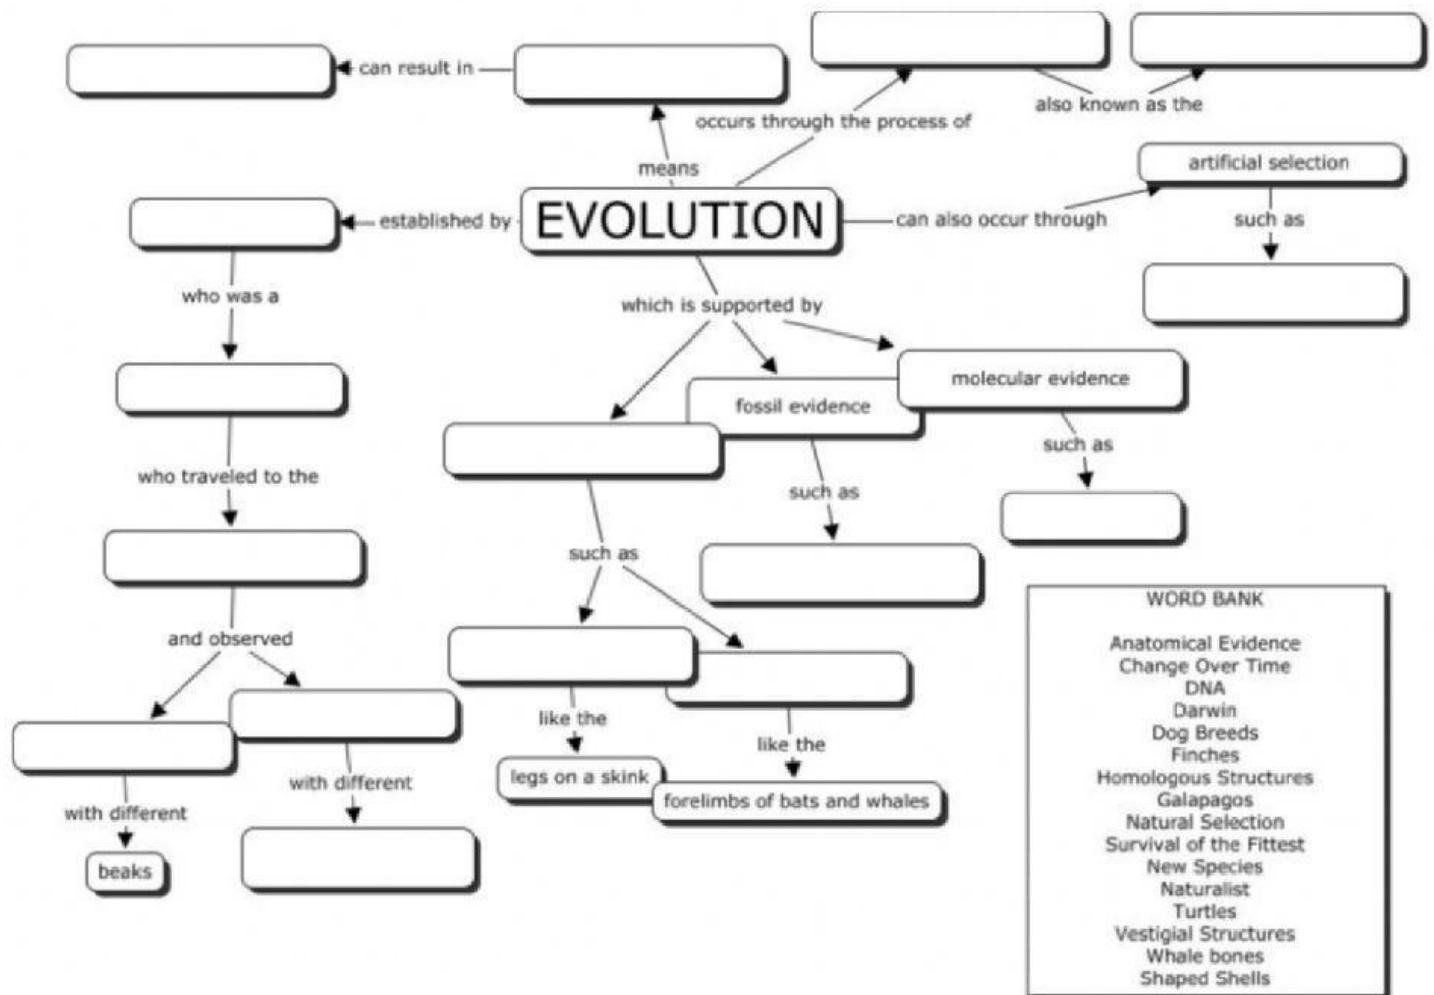 can result in
also known as the
occurs through the process of
means
artificial selection
established by
EVOLUTION
can also occur through
such as
who was a
which is supported by
molecular evidence
fossil evidence
such as
who traveled to the
such as
such as
and observed
like the
like the
legs on a skink
with different
forelimbs of bats and whales
with different
beaks
WORD BANK
Anatomical Evidence
Change Over Time
DNA
Darwin
Dog Breeds
Finches
Homologous Structures
Galapagos
Natural Selection
Survival of the Fittest
New Species
Naturalist
Turtles
Vestigial Structures
Whale bones
Shaped Shells